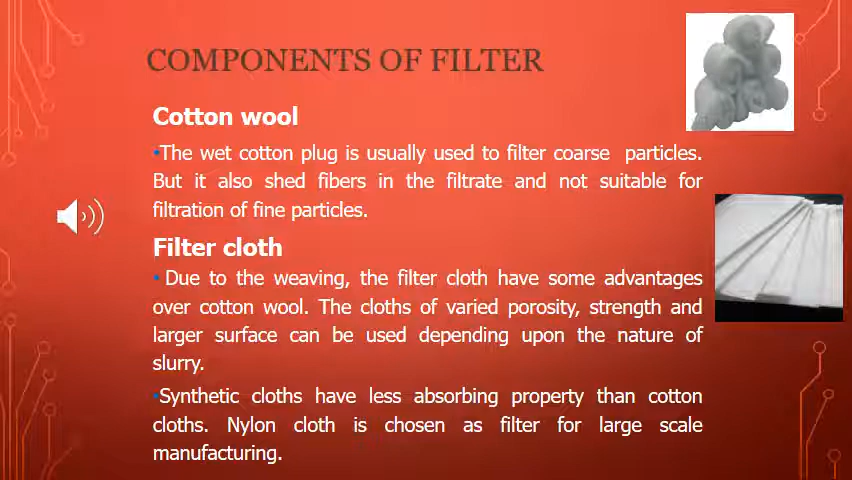 COMPONENTS OF FILTER
Cotton wool
•The wet cotton plug is usually used to filter coarse particles.
But it also shed fibers in the filtrate and not suitable for
filtration of fine particles.
Filter cloth
• Due to the weaving, the filter cloth have some advantages
over cotton wool. The cloths of varied porosity, strength and
larger surface can be used depending upon the nature of
slurry.
•Synthetic cloths have less absorbing property than cotton
cloths. Nylon cloth is chosen as filter for large scale
manufacturing.